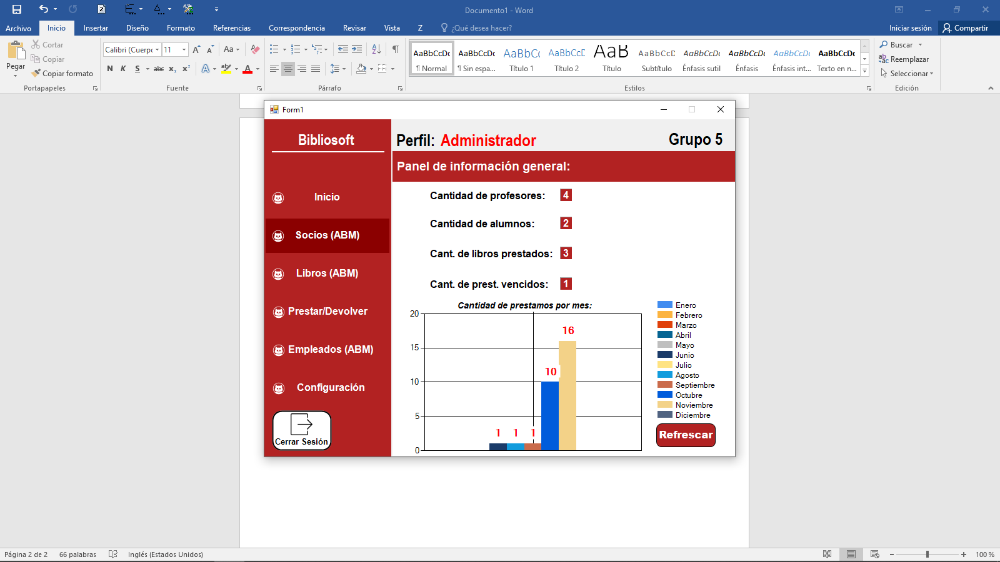 Documento1 - Word
Archivo Inicio Insertar Diseño Formato Referencias Correspondencia Revisar Vista Z ¿Qué desea hacer? Iniciar sesión Compartir
Pegar
Cortar
Copiar
Copiar formato
Portapapeles
Calibri (Cuerpo 11
N K S abc x₂ x²
Fuente
Párrafo
AaBbCcDc AaBbCcDc AaBbCc AaBbCcD AaB AaBbCcD AaBbCcDc AaBbCcDc AaBbCcDc AaBbCcDc
¶ Normal ¶ Sin espa... Título 1 Título 2 Título Subtítulo Énfasis sutil Énfasis Énfasis int... Texto en n...
Estilos
Buscar
Reemplazar
Seleccionar
Edición
Form1
Bibliosoft
Inicio
Socios (ABM)
Libros (ABM)
Prestar/Devolver
Empleados (ABM)
Configuración
Cerrar Sesión
Perfil: Administrador
Grupo 5
Panel de información general:
Cantidad de profesores: 4
Cantidad de alumnos: 2
Cant. de libros prestados: 3
Cant. de prest. vencidos: 1
Cantidad de prestamos por mes:
20
15
10
5
0
1 1 1 10 16
Enero
Febrero
Marzo
Abril
Mayo
Junio
Julio
Agosto
Septiembre
Octubre
Noviembre
Diciembre
Refrescar
Página 2 de 2 66 palabras Inglés (Estados Unidos) 100 %